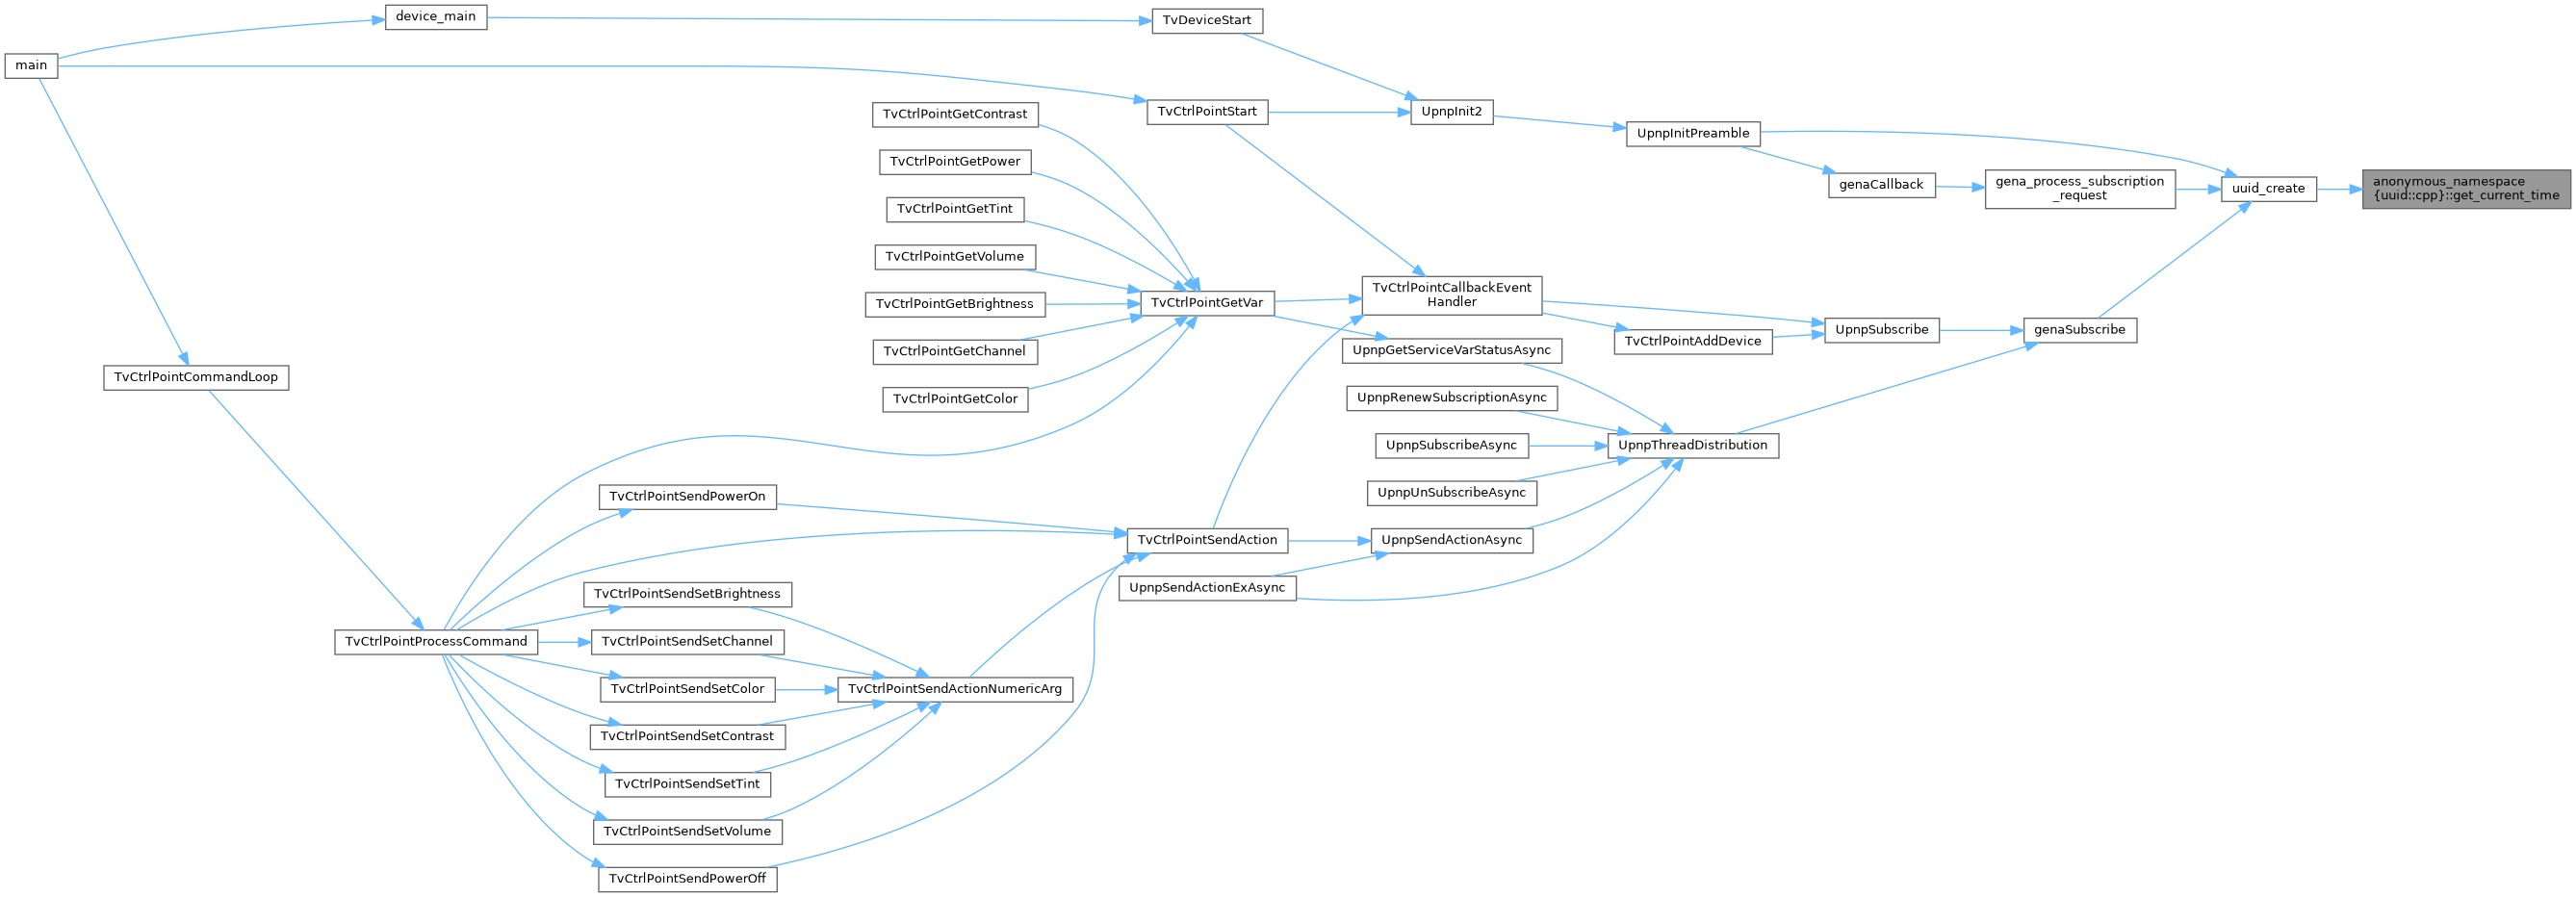 device_main
TvDeviceStart
main
TvCtrlPointGetContrast
TvCtrlPointStart
UpnpInit2
UpnpInitPreamble
TvCtrlPointGetPower
genaCallback
gena_process_subscription
_request
uuid_create
anonymous_namespace
{uuid::cpp}::get_current_time
TvCtrlPointGetTint
TvCtrlPointGetVolume
TvCtrlPointGetBrightness
TvCtrlPointGetVar
TvCtrlPointCallbackEvent
Handler
UpnpSubscribe
genaSubscribe
TvCtrlPointAddDevice
TvCtrlPointGetChannel
UpnpGetServiceVarStatusAsync
TvCtrlPointCommandLoop
TvCtrlPointGetColor
UpnpRenewSubscriptionAsync
UpnpSubscribeAsync
UpnpThreadDistribution
UpnpUnSubscribeAsync
TvCtrlPointSendPowerOn
TvCtrlPointSendAction
UpnpSendActionAsync
UpnpSendActionExAsync
TvCtrlPointSendSetBrightness
TvCtrlPointProcessCommand
TvCtrlPointSendSetChannel
TvCtrlPointSendSetColor
TvCtrlPointSendActionNumericArg
TvCtrlPointSendSetContrast
TvCtrlPointSendSetTint
TvCtrlPointSendSetVolume
TvCtrlPointSendPowerOff